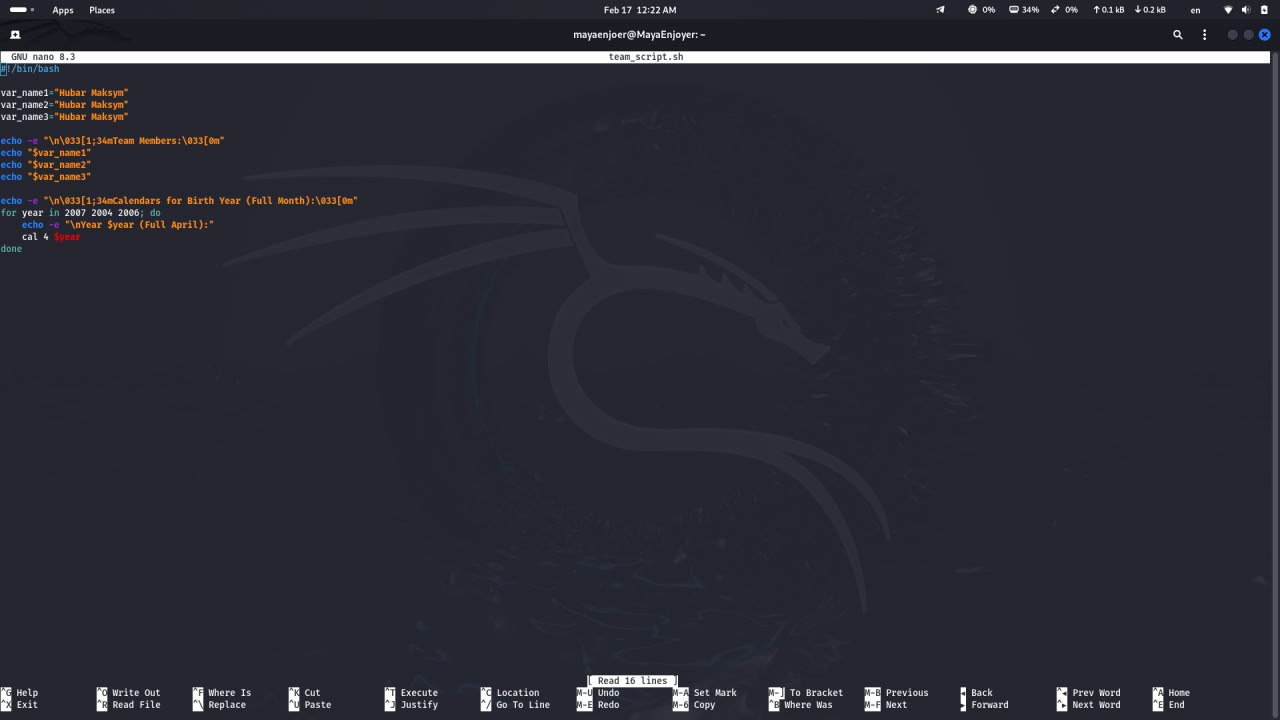 Apps Places Feb 17 12:22 AM 0% 34% 0% ↑ 0.1 kB ↓ 0.2 kB en
mayaenjoer@MayaEnjoyer: ~
GNU nano 8.3 team_script.sh
#!/bin/bash
var_name1="Hubar Maksym"
var_name2="Hubar Maksym"
var_name3="Hubar Maksym"
echo -e "\n\033[1;34mTeam Members:\033[0m"
echo "$var_name1"
echo "$var_name2"
echo "$var_name3"
echo -e "\n\033[1;34mCalendars for Birth Year (Full Month):\033[0m"
for year in 2007 2004 2006; do
    echo -e "\nYear $year (Full April):"
    cal 4 $year
done
[ Read 16 lines ]
^G Help ^O Write Out ^F Where Is ^K Cut ^T Execute ^C Location M-U Undo M-A Set Mark M-] To Bracket M-B Previous ◂ Back ^◂ Prev Word ^A Home
^X Exit ^R Read File ^\ Replace ^U Paste ^J Justify ^/ Go To Line M-E Redo M-6 Copy ^B Where Was M-F Next ▸ Forward ^▸ Next Word ^E End